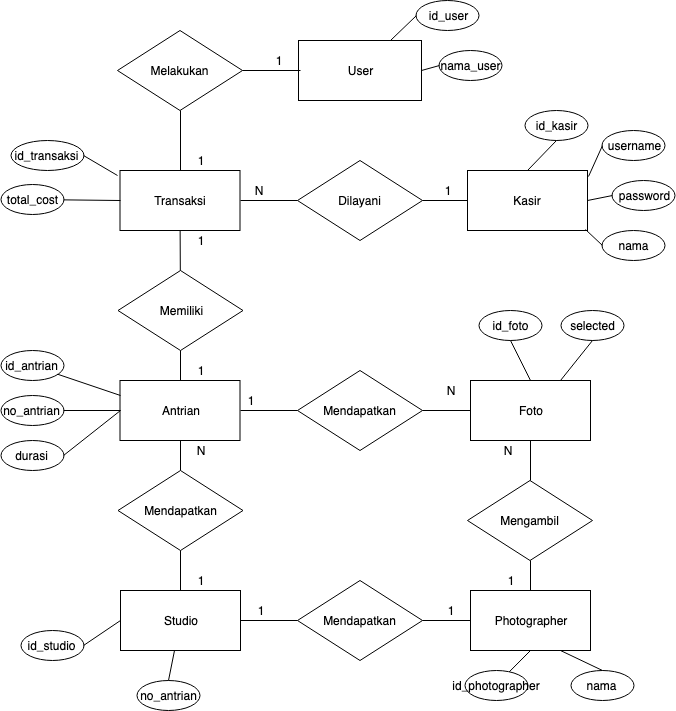 id_user
Melakukan
1
User
nama_user
id_kasir
id_transaksi
1
username
total_cost
Transaksi
N
Dilayani
1
Kasir
password
1
nama
Memiliki
id_foto
selected
id_antrian
1
no_antrian
Antrian
1
Mendapatkan
N
Foto
durasi
N
N
Mendapatkan
Mengambil
1
1
Studio
1
Mendapatkan
1
Photographer
id_studio
no_antrian
id_photographer
nama